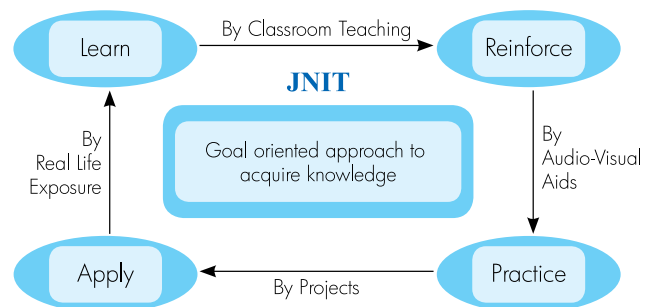 Learn
By Classroom Teaching
Reinforce
JNIT
Goal oriented approach to
acquire knowledge
By
Real Life
Exposure
By
Audio-Visual
Aids
Apply
By Projects
Practice